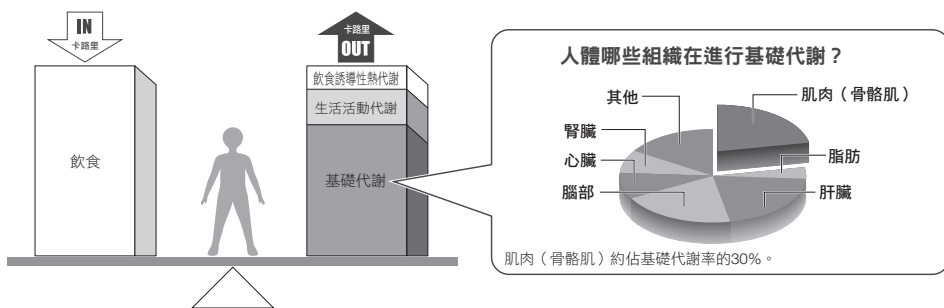 IN
卡路里
飲食
卡路里
OUT
飲食誘導性熱代謝
生活活動代謝
基礎代謝
人體哪些組織在進行基礎代謝？
其他
肌肉（骨骼肌）
腎臟
心臟
脂肪
腦部
肝臟
肌肉（骨骼肌）約佔基礎代謝率的30%。